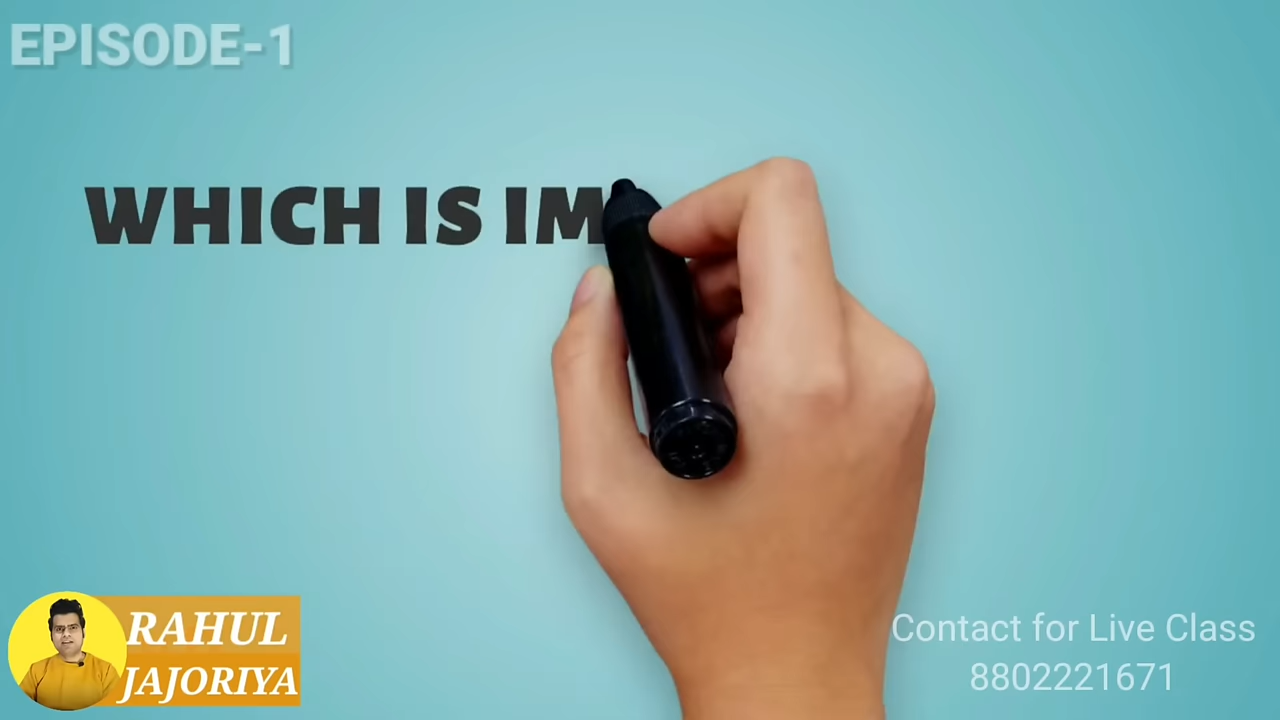 EPISODE-1
WHICH IS IM
RAHUL
JAJORIYA
Contact for Live Class
8802221671